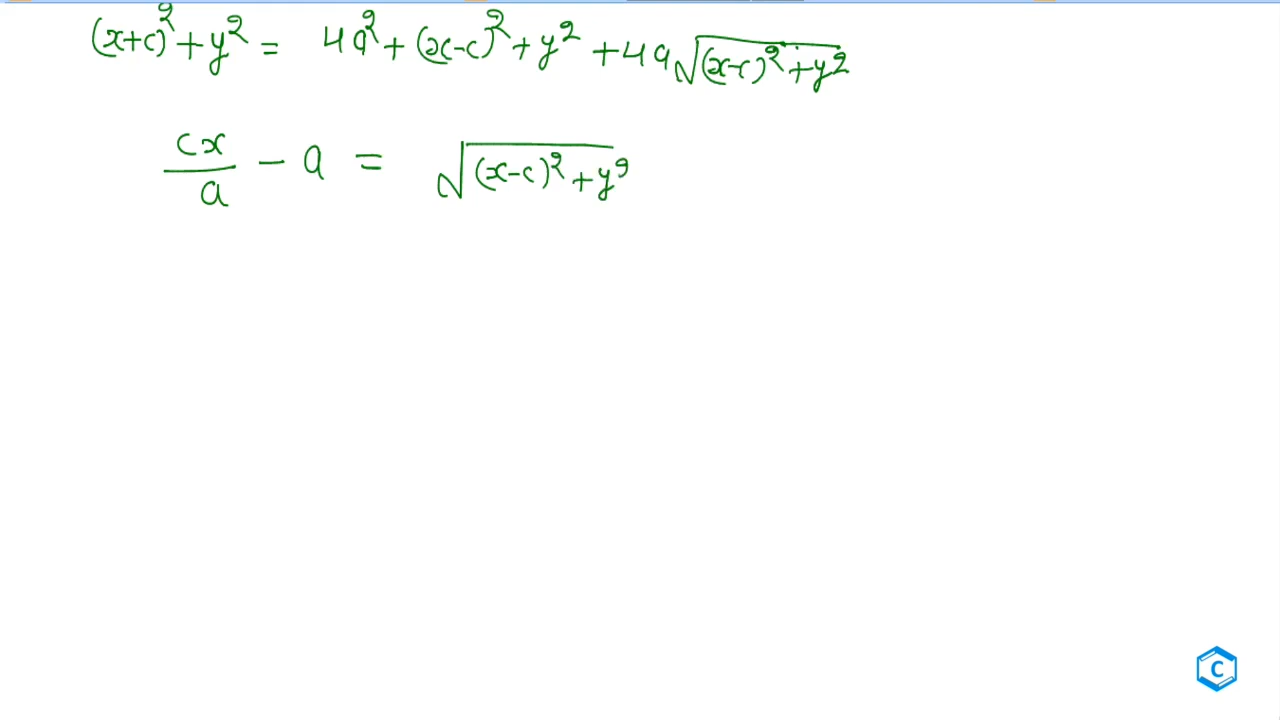 (x+c)² + y² = 4a² + (x-c)² + y² + 4a√((x-c)² + y²)
cx/a - a = √((x-c)² + y²)
C